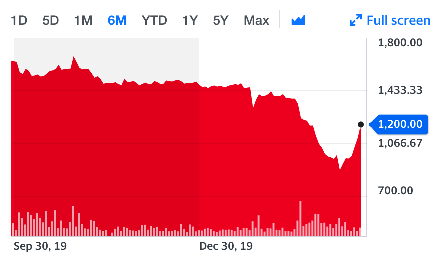 1D 5D 1M 6M YTD 1Y 5Y Max Full screen
1,800.00
1,433.33
1,200.00
1,066.67
700.00
Sep 30, 19 Dec 30, 19